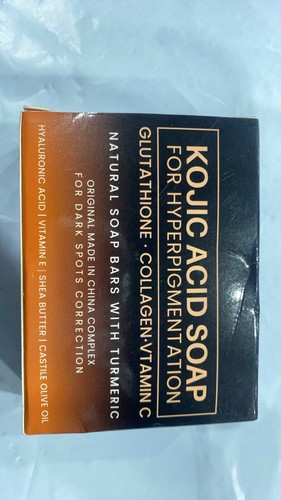 KOJIC ACID SOAP
FOR HYPERPIGMENTATION
GLUTATHIONE · COLLAGEN·VTAMIN C
NATURAL SOAP BARS WITH TURMERIC
ORIGINAL MADE IN CHINA COMPLEX
FOR DARK SPOTS CORRECTION
HYALURONIC ACID | VITAMIN E | SHEA BUTTER | CASTILE OLIVE OIL